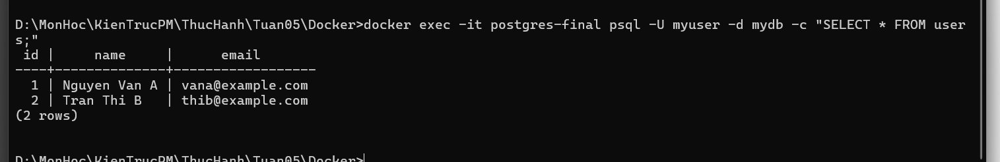 D:\MonHoc\KienTrucPM\ThucHanh\Tuan05\Docker>docker exec -it postgres-final psql -U myuser -d mydb -c "SELECT * FROM user
s;"
 id |     name     |      email
----+--------------+------------------
  1 | Nguyen Van A | vana@example.com
  2 | Tran Thi B   | thib@example.com
(2 rows)
D:\MonHoc\KienTrucPM\ThucHanh\Tuan05\Docker>